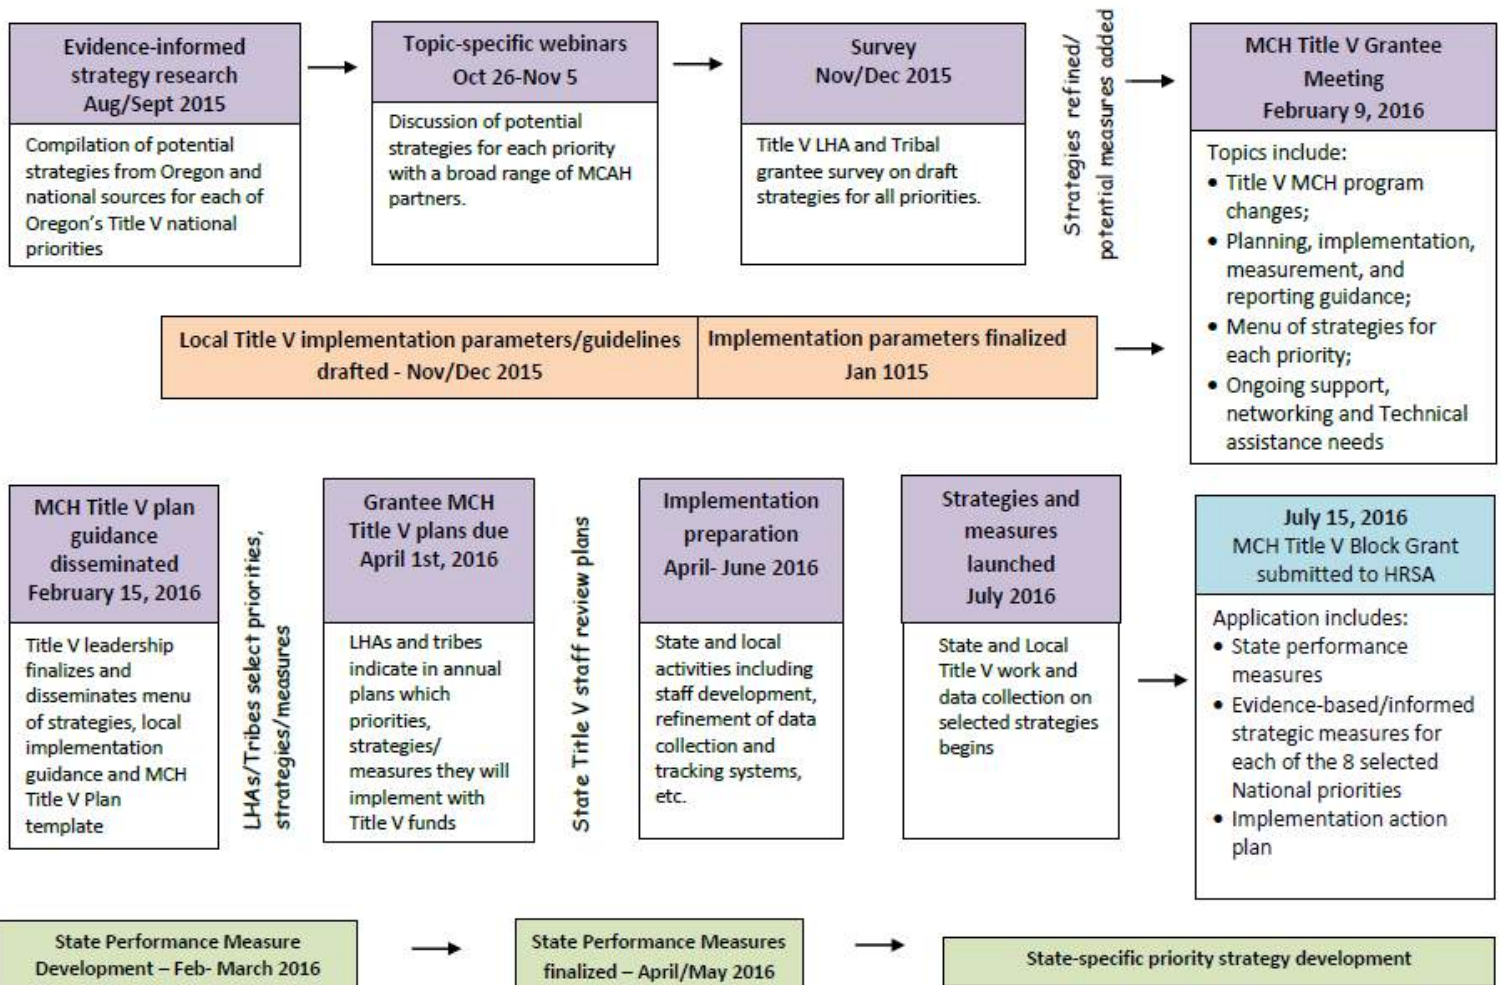 Evidence-informed
strategy research
Aug/Sept 2015
Compilation of potential
strategies from Oregon and
national sources for each of
Oregon's Title V national
priorities
Topic-specific webinars
Oct 26-Nov 5
Discussion of potential
strategies for each priority
with a broad range of MCAH
partners.
Survey
Nov/Dec 2015
Title V LHA and Tribal
grantee survey on draft
strategies for all priorities.
Strategies refined/
potential measures added
MCH Title V Grantee
Meeting
February 9, 2016
Topics include:
• Title V MCH program
changes;
• Planning, implementation,
measurement, and
reporting guidance;
• Menu of strategies for
each priority;
• Ongoing support,
networking and Technical
assistance needs
Local Title V implementation parameters/guidelines
drafted - Nov/Dec 2015
Implementation parameters finalized
Jan 1015
MCH Title V plan
guidance
disseminated
February 15, 2016
Title V leadership
finalizes and
disseminates menu
of strategies, local
implementation
guidance and MCH
Title V Plan
template
LHAs/Tribes select priorities,
strategies/measures
Grantee MCH
Title V plans due
April 1st, 2016
LHAs and tribes
indicate in annual
plans which
priorities,
strategies/
measures they will
implement with
Title V funds
State Title V staff review plans
Implementation
preparation
April- June 2016
State and local
activities including
staff development,
refinement of data
collection and
tracking systems,
etc.
Strategies and
measures
launched
July 2016
State and Local
Title V work and
data collection on
selected strategies
begins
July 15, 2016
MCH Title V Block Grant
submitted to HRSA
Application includes:
• State performance
measures
• Evidence-based/informed
strategic measures for
each of the 8 selected
National priorities
• Implementation action
plan
State Performance Measure
Development – Feb- March 2016
State Performance Measures
finalized – April/May 2016
State-specific priority strategy development